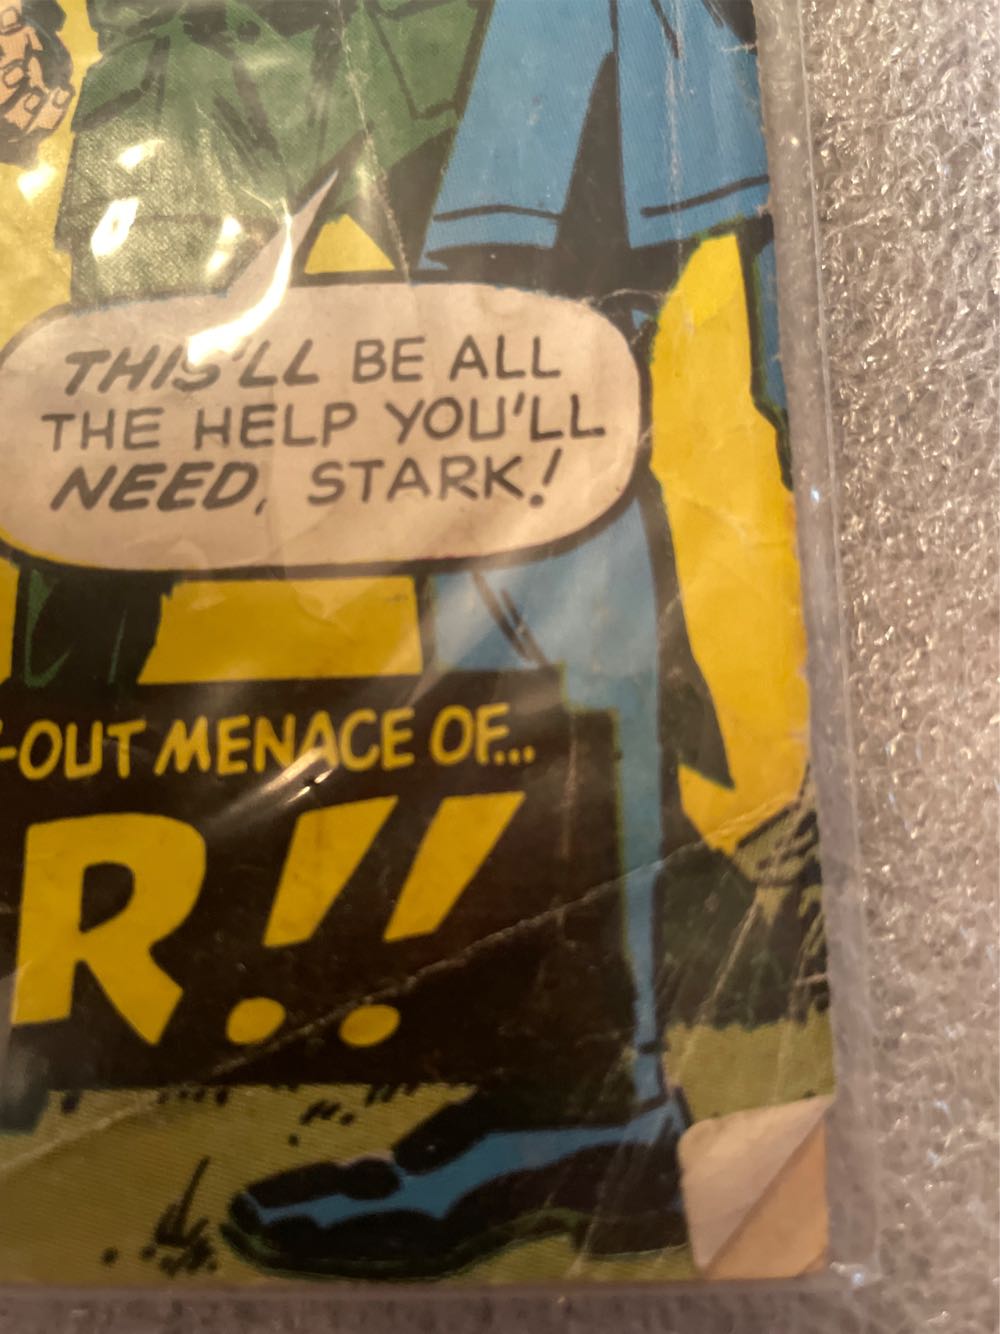 THIS'LL BE ALL
THE HELP YOU'LL
NEED, STARK!
-OUT MENACE OF...
R!!